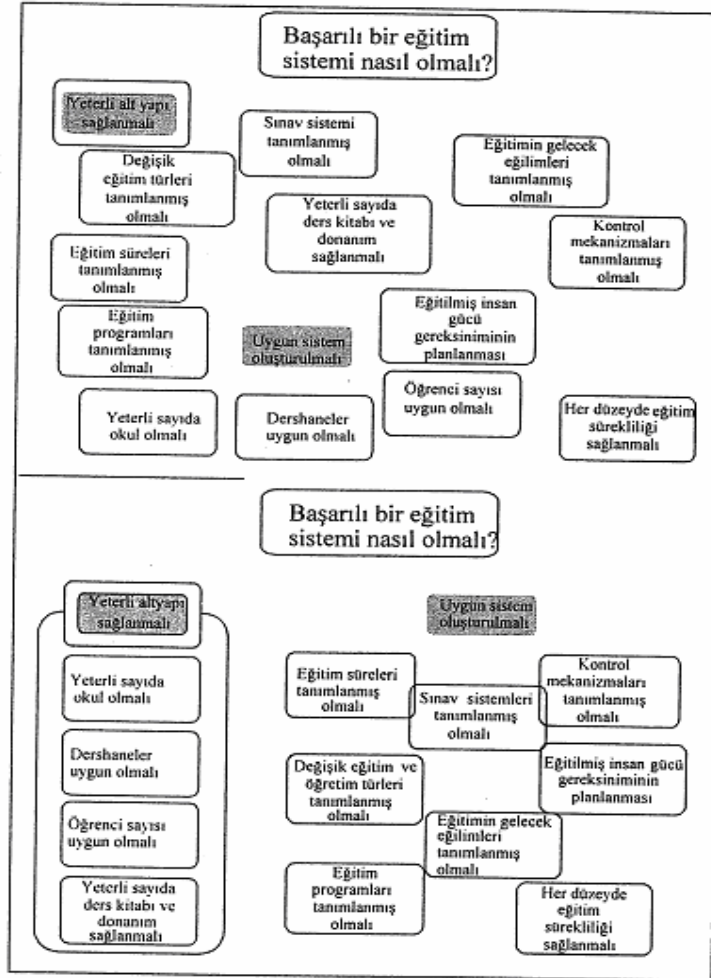 Başarılı bir eğitim
sistemi nasıl olmalı?
Yeterli alt yapı
sağlanmalı
Sınav sistemi
tanımlanmış
olmalı
Eğitimin gelecek
eğilimleri
tanımlanmış
olmalı
Değişik
eğitim türleri
tanımlanmış
olmalı
Yeterli sayıda
ders kitabı ve
donanım
sağlanmalı
Kontrol
mekanizmaları
tanımlanmış
olmalı
Eğitim süreleri
tanımlanmış
olmalı
Eğitim
programları
tanımlanmış
olmalı
Uygun sistem
oluşturulmalı
Eğitilmiş insan
gücü
gereksiniminin
planlanması
Yeterli sayıda
okul olmalı
Dershaneler
uygun olmalı
Öğrenci sayısı
uygun olmalı
Her düzeyde eğitim
sürekliliği
sağlanmalı
Başarılı bir eğitim
sistemi nasıl olmalı?
Yeterli altyapı
sağlanmalı
Yeterli sayıda
okul olmalı
Dershaneler
uygun olmalı
Öğrenci sayısı
uygun olmalı
Yeterli sayıda
ders kitabı ve
donanım
sağlanmalı
Uygun sistem
oluşturulmalı
Eğitim süreleri
tanımlanmış
olmalı
Sınav sistemleri
tanımlanmış
olmalı
Kontrol
mekanizmaları
tanımlanmış
olmalı
Değişik eğitim ve
öğretim türleri
tanımlanmış
olmalı
Eğitilmiş insan gücü
gereksiniminin
planlanması
Eğitimin gelecek
eğilimleri
tanımlanmış
olmalı
Eğitim
programları
tanımlanmış
olmalı
Her düzeyde
eğitim
sürekliliği
sağlanmalı